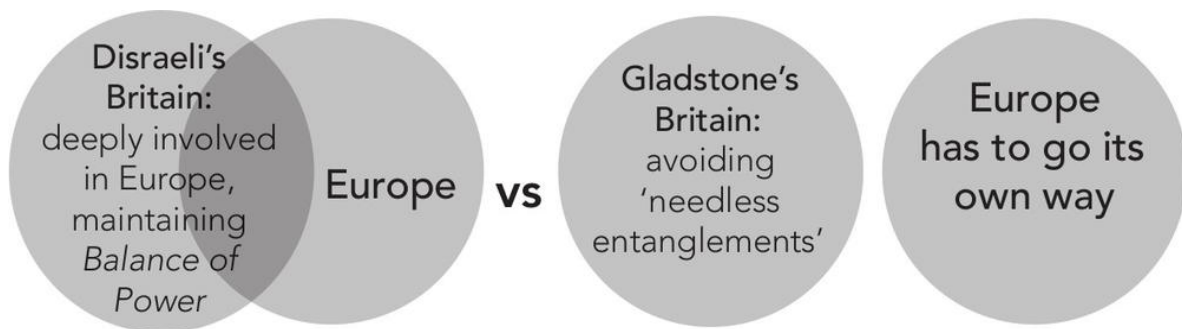 Disraeli's
Britain:
deeply involved
in Europe,
maintaining
Balance of
Power
Europe
vs
Gladstone's
Britain:
avoiding
'needless
entanglements'
Europe
has to go its
own way